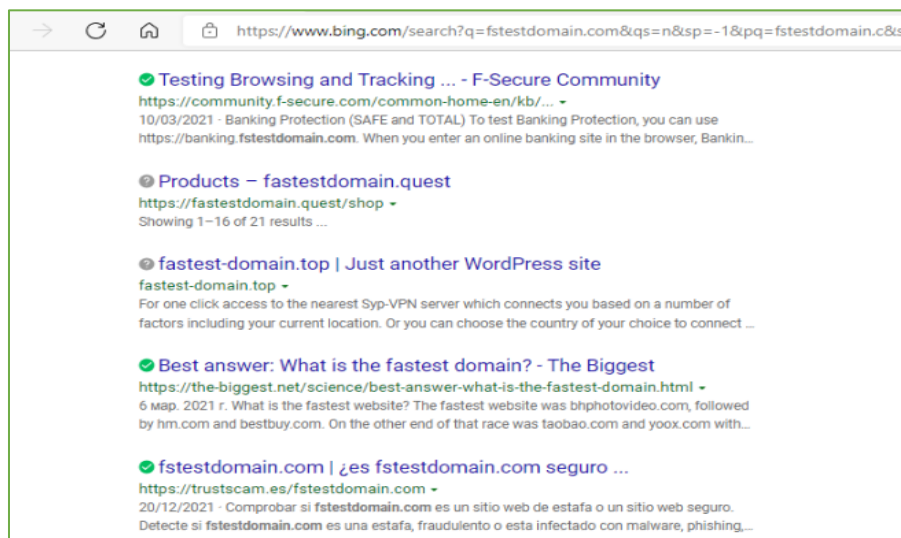 https://www.bing.com/search?q=fstestdomain.com&qs=n&sp=-1&pq=fstestdomain.c&s
Testing Browsing and Tracking ... - F-Secure Community
https://community.f-secure.com/common-home-en/kb/...
10/03/2021 · Banking Protection (SAFE and TOTAL) To test Banking Protection, you can use
https://banking.fstestdomain.com. When you enter an online banking site in the browser, Bankin...
Products – fastestdomain.quest
https://fastestdomain.quest/shop
Showing 1–16 of 21 results ...
fastest-domain.top | Just another WordPress site
fastest-domain.top
For one click access to the nearest Syp-VPN server which connects you based on a number of
factors including your current location. Or you can choose the country of your choice to connect ...
Best answer: What is the fastest domain? - The Biggest
https://the-biggest.net/science/best-answer-what-is-the-fastest-domain.html
6 мар. 2021 г. What is the fastest website? The fastest website was bhphotovideo.com, followed
by hm.com and bestbuy.com. On the other end of that race was taobao.com and yoox.com with...
fstestdomain.com | ¿es fstestdomain.com seguro ...
https://trustscam.es/fstestdomain.com
20/12/2021 · Comprobar si fstestdomain.com es un sitio web de estafa o un sitio web seguro.
Detecte si fstestdomain.com es una estafa, fraudulento o esta infectado con malware, phishing,...